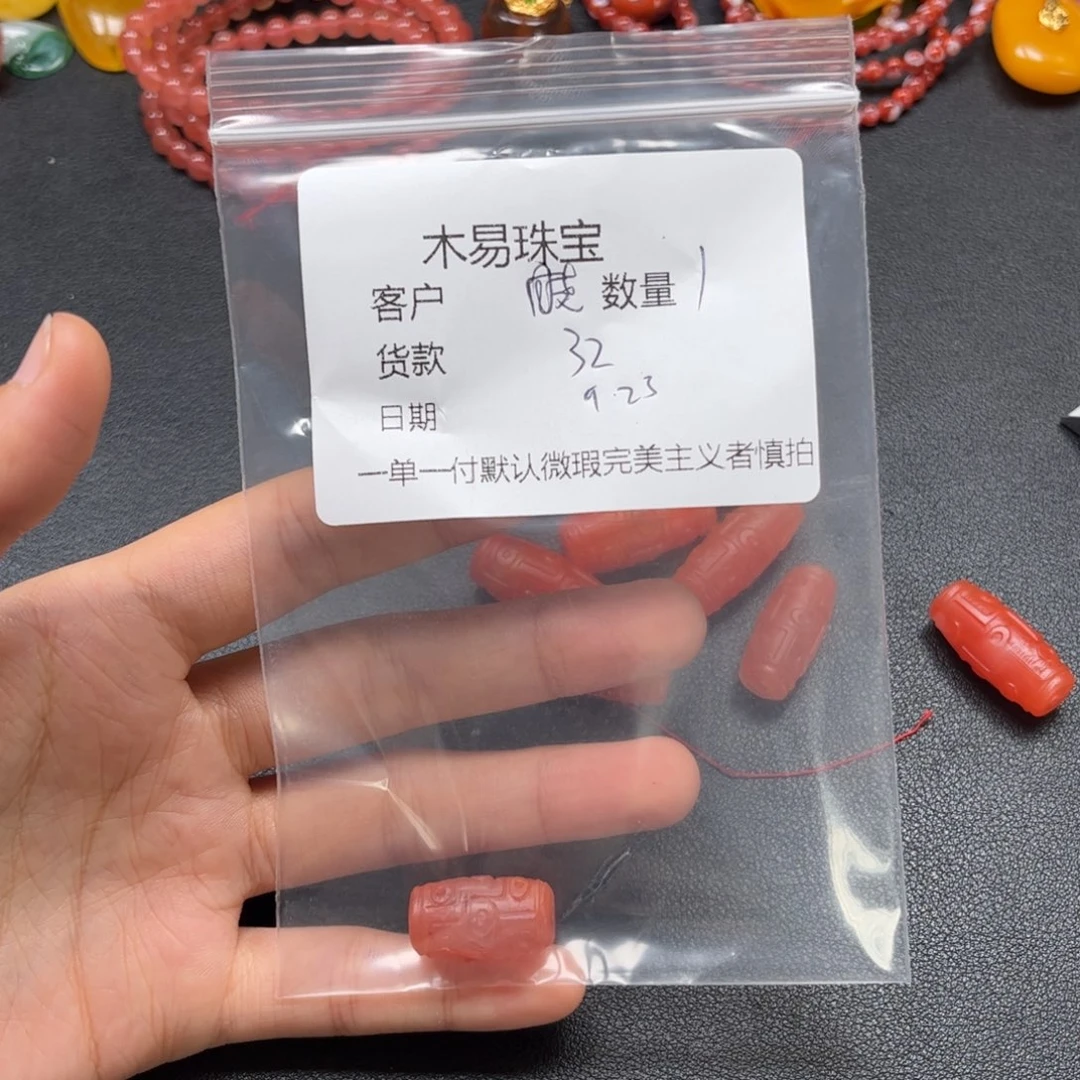 木易珠宝
客户 数量 1
货款 32
日期 9.23
一单一付默认微瑕完美主义者慎拍